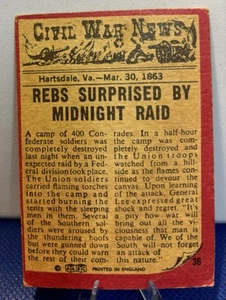 CIVIL WAR NEWS
Hartsdale, Va.—Mar. 30, 1863
REBS SURPRISED BY
MIDNIGHT RAID
A camp of 400 Con-
federate soldiers was
completely destroyed
last night when an un-
expected raid by a Fed-
eral division took place.
The Union soldiers
carried flaming torches
into the camp and
started burning the
tents with the sleeping
men in them. Several
of the Southern sol-
diers were aroused by
the thundering hoofs
but were gunned down
before they could warn
the rest of their com-
rades. In a half-hour
the camp was com-
pletely destroyed and
the Union troops
watched from a hill-
side as the flames con-
tinued to devour the
canvas. Upon learning
of the attack, General
Lee expressed great
shock and regret. "It's
a pity how war will
bring out all the vi-
ciousness that man is
capable of. We of the
South will not forget
an attack of
this nature."
38
PRINTED IN ENGLAND